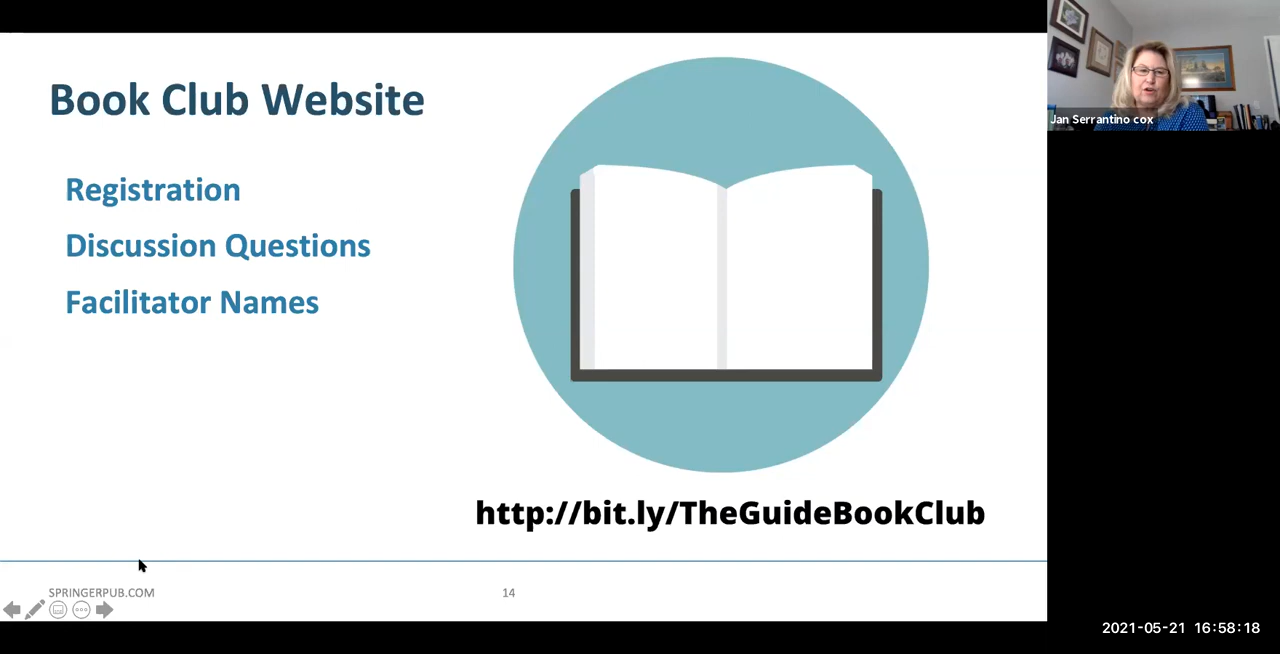 Book Club Website
Registration
Discussion Questions
Facilitator Names
http://bit.ly/TheGuideBookClub
SPRINGERPUB.COM
14
Jan Serrantino cox
2021-05-21 16:58:18